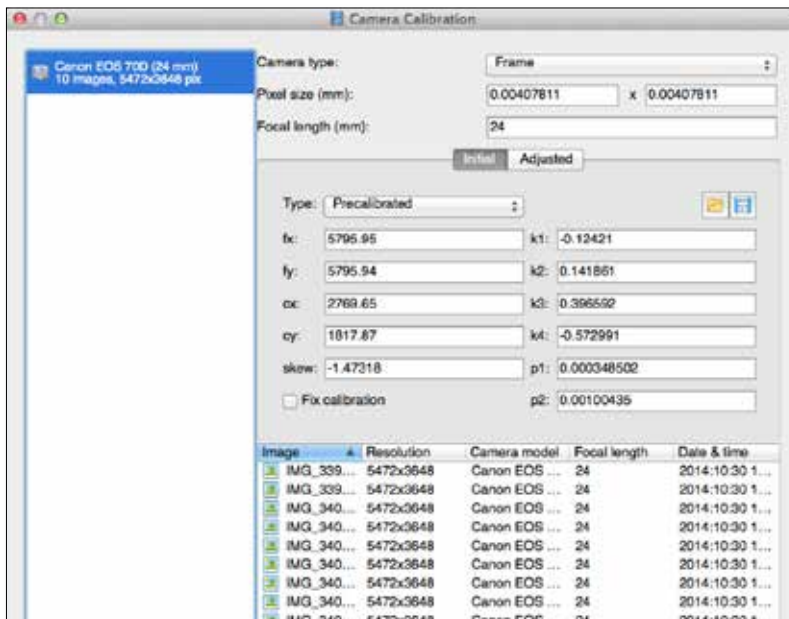 Camera Calibration
Canon EOS 70D (24 mm)
10 images, 5472x3648 pix
Camera type: Frame
Pixel size (mm): 0.00407811 x 0.00407811
Focal length (mm): 24
Initial Adjusted
Type: Precalibrated
fx: 5795.95 k1: -0.12421
fy: 5795.94 k2: 0.141861
cx: 2769.65 k3: 0.396592
cy: 1817.87 k4: -0.572991
skew: -1.47318 p1: 0.000348502
Fix calibration p2: 0.00100435
Image Resolution Camera model Focal length Date & time
IMG_339... 5472x3648 Canon EOS ... 24 2014:10:30 1...
IMG_339... 5472x3648 Canon EOS ... 24 2014:10:30 1...
IMG_340... 5472x3648 Canon EOS ... 24 2014:10:30 1...
IMG_340... 5472x3648 Canon EOS ... 24 2014:10:30 1...
IMG_340... 5472x3648 Canon EOS ... 24 2014:10:30 1...
IMG_340... 5472x3648 Canon EOS ... 24 2014:10:30 1...
IMG_340... 5472x3648 Canon EOS ... 24 2014:10:30 1...
IMG_340... 5472x3648 Canon EOS ... 24 2014:10:30 1...